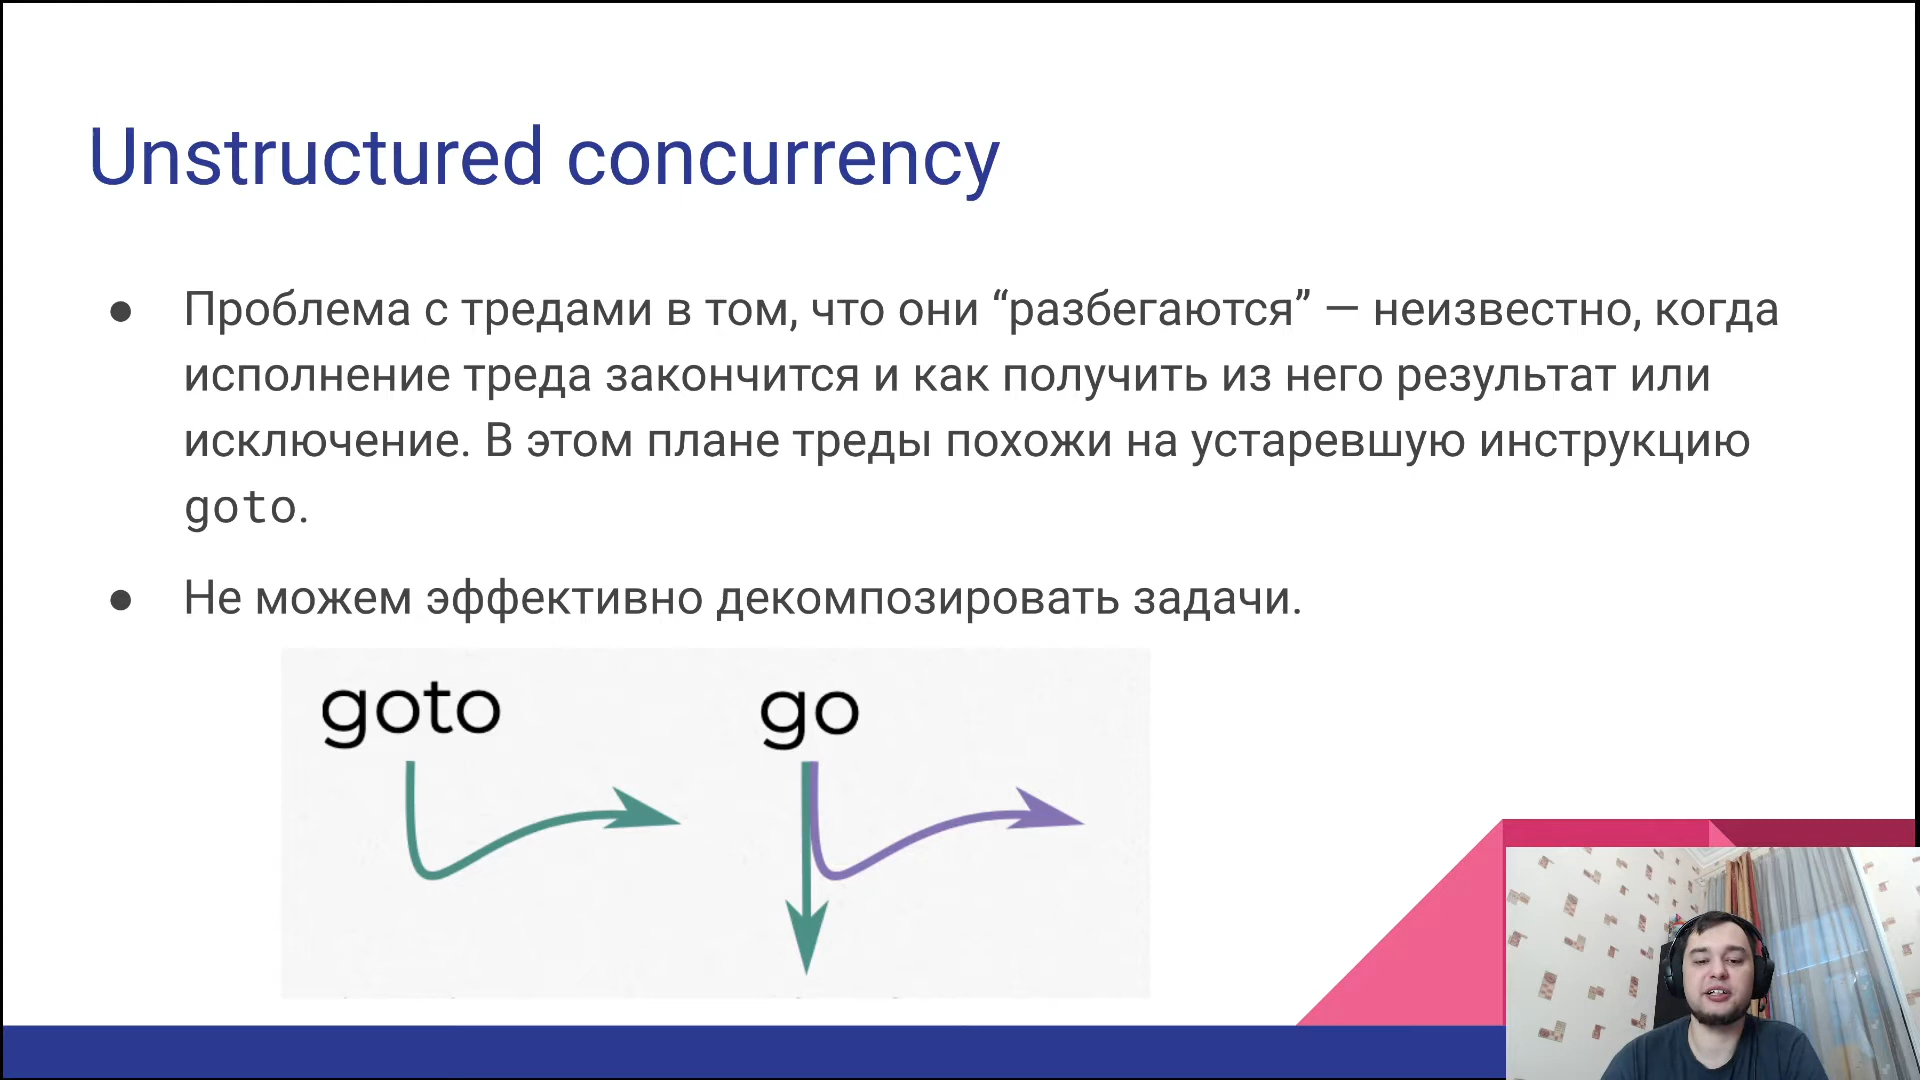 Unstructured concurrency
● Проблема с тредами в том, что они “разбегаются” — неизвестно, когда
исполнение треда закончится и как получить из него результат или
исключение. В этом плане треды похожи на устаревшую инструкцию
goto.
● Не можем эффективно декомпозировать задачи.
goto
go